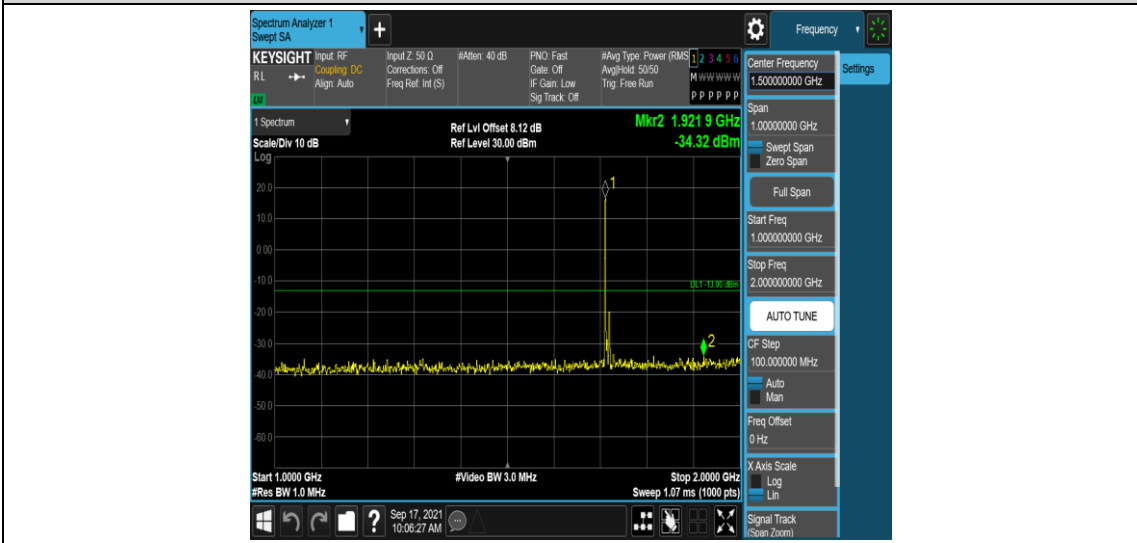 Spectrum Analyzer 1
Swept SA
+
Frequency
KEYSIGHT
RL
LXI
Input: RF
Coupling: DC
Align: Auto
Input Z: 50 Ω
Corrections: Off
Freq Ref: Int (S)
#Atten: 40 dB
PNO: Fast
Gate: Off
IF Gain: Low
Sig Track: Off
#Avg Type: Power (RMS
Avg|Hold: 50/50
Trig: Free Run
1 2 3 4 5 6
M W W W W W
P P P P P P
Center Frequency
1.500000000 GHz
Settings
1 Spectrum
Scale/Div 10 dB
Log
Ref Lvl Offset 8.12 dB
Ref Level 30.00 dBm
Mkr2 1.921 9 GHz
-34.32 dBm
Span
1.00000000 GHz
Swept Span
Zero Span
Full Span
Start Freq
1.000000000 GHz
Stop Freq
2.000000000 GHz
AUTO TUNE
CF Step
100.000000 MHz
Auto
Man
Freq Offset
0 Hz
X Axis Scale
Log
Lin
Signal Track
(Span Zoom)
1
20.0
10.0
0.00
-10.0
DL1 -13.00 dBm
-20.0
-30.0
2
-40.0
-50.0
-60.0
Start 1.0000 GHz
#Video BW 3.0 MHz
Stop 2.0000 GHz
#Res BW 1.0 MHz
Sweep 1.07 ms (1000 pts)
?
Sep 17, 2021
10:06:27 AM